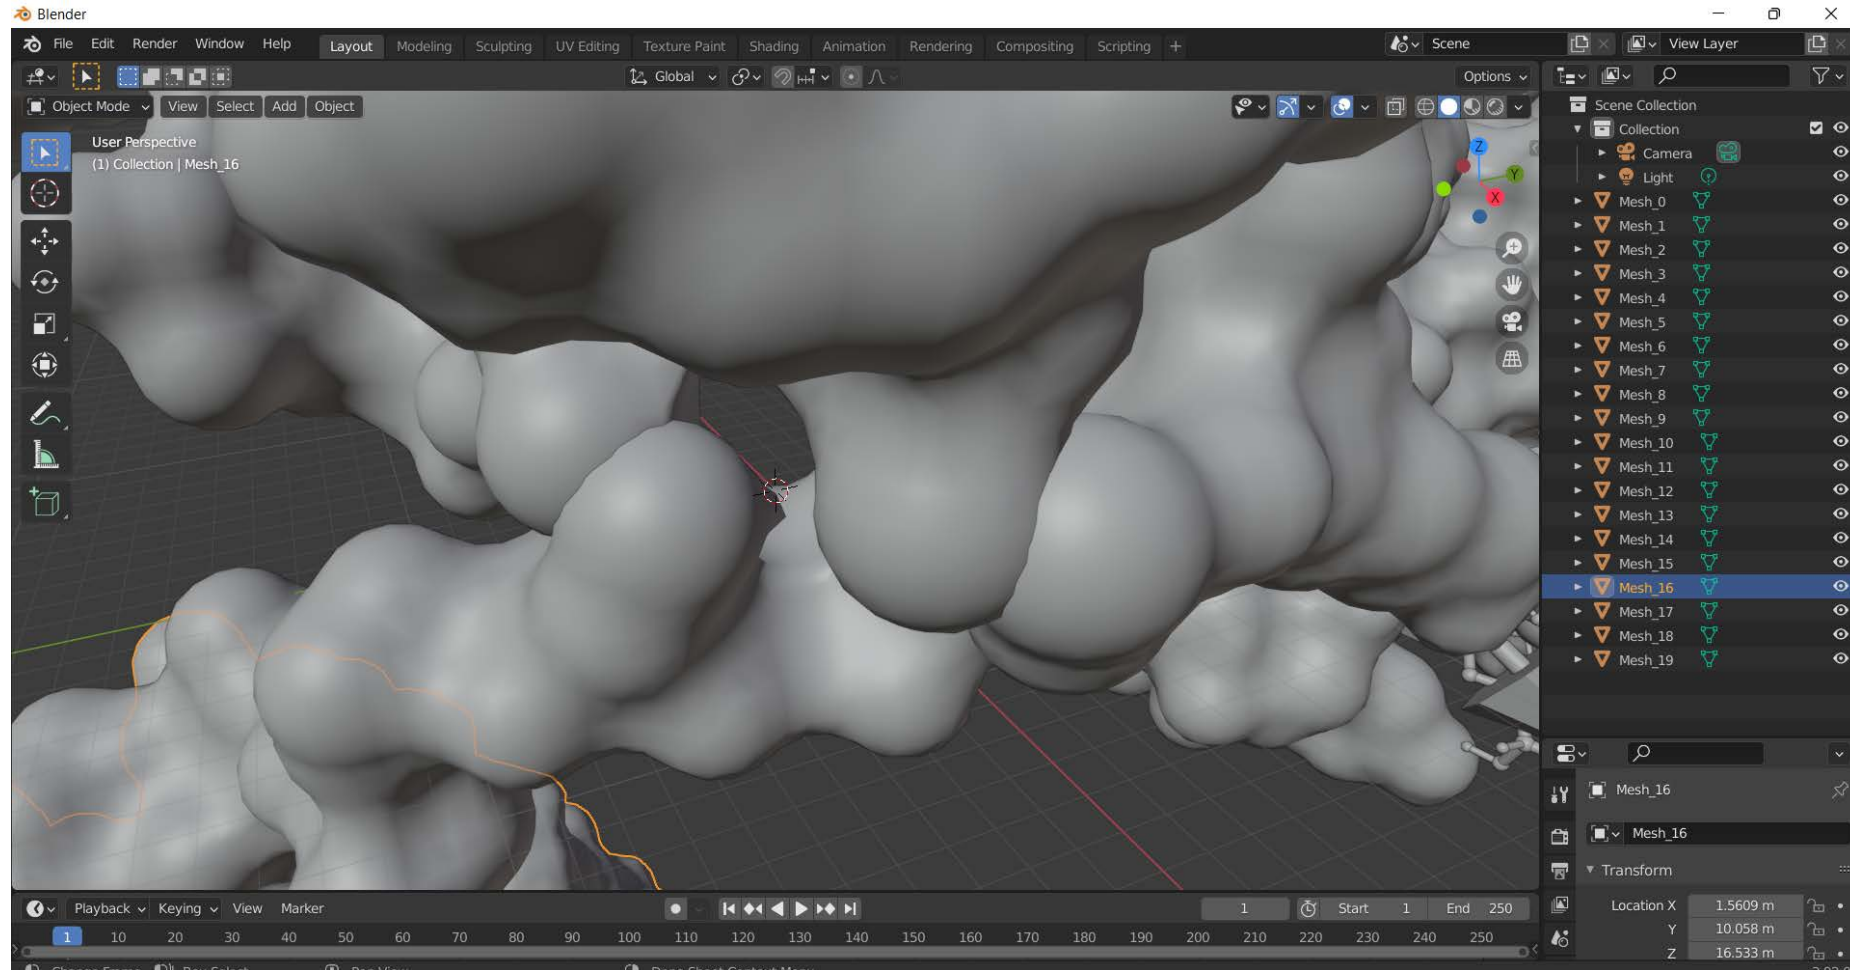 Blender
File Edit Render Window Help Layout Modeling Sculpting UV Editing Texture Paint Shading Animation Rendering Compositing Scripting + Scene View Layer
Global Options
Object Mode View Select Add Object
User Perspective
(1) Collection | Mesh_16
Z
Y
X
Scene Collection
Collection
Camera
Light
Mesh_0
Mesh_1
Mesh_2
Mesh_3
Mesh_4
Mesh_5
Mesh_6
Mesh_7
Mesh_8
Mesh_9
Mesh_10
Mesh_11
Mesh_12
Mesh_13
Mesh_14
Mesh_15
Mesh_16
Mesh_17
Mesh_18
Mesh_19
Mesh_16
Mesh_16
Transform
Location X 1.5609 m
Y 10.058 m
Z 16.533 m
Playback Keying View Marker 1 Start 1 End 250
1 10 20 30 40 50 60 70 80 90 100 110 120 130 140 150 160 170 180 190 200 210 220 230 240 250